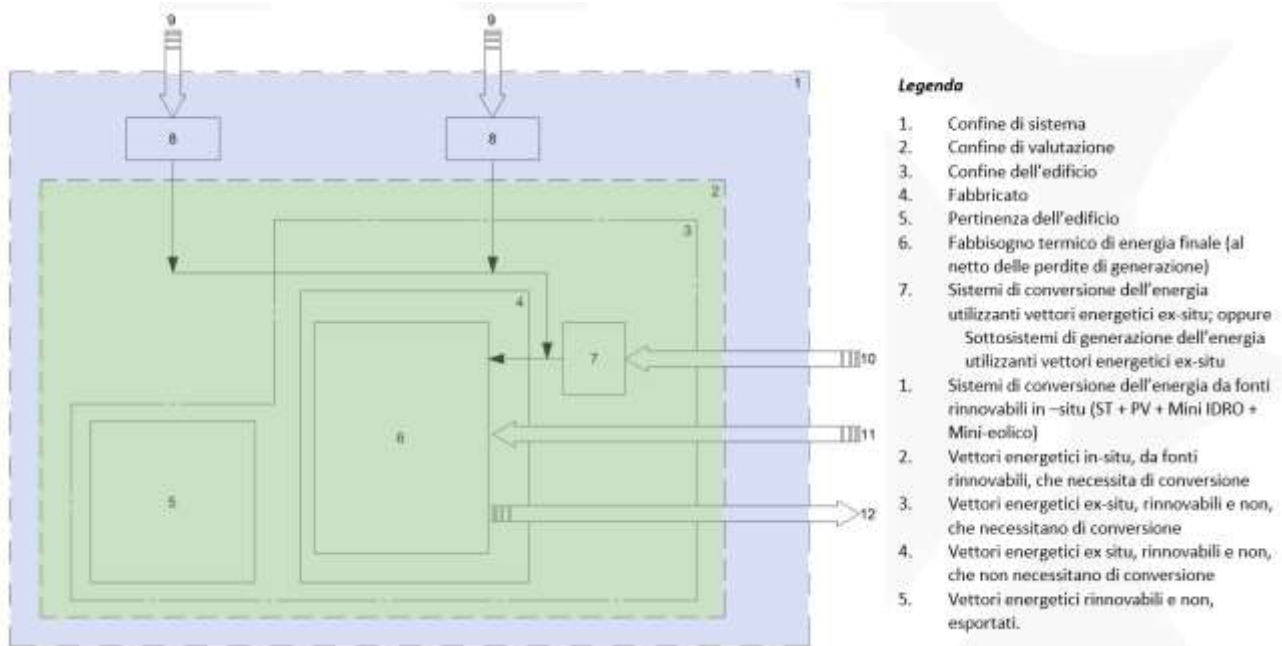 9
9
1
8
8
2
3
4
7
10
6
11
5
12
Legenda
1. Confine di sistema
2. Confine di valutazione
3. Confine dell'edificio
4. Fabbricato
5. Pertinenza dell'edificio
6. Fabbisogno termico di energia finale (al
netto delle perdite di generazione)
7. Sistemi di conversione dell'energia
utilizzanti vettori energetici ex-situ; oppure
Sottosistemi di generazione dell'energia
utilizzanti vettori energetici ex-situ
1. Sistemi di conversione dell'energia da fonti
rinnovabili in –situ (ST + PV + Mini IDRO +
Mini-eolico)
2. Vettori energetici in-situ, da fonti
rinnovabili, che necessita di conversione
3. Vettori energetici ex-situ, rinnovabili e non,
che necessitano di conversione
4. Vettori energetici ex situ, rinnovabili e non,
che non necessitano di conversione
5. Vettori energetici rinnovabili e non,
esportati.